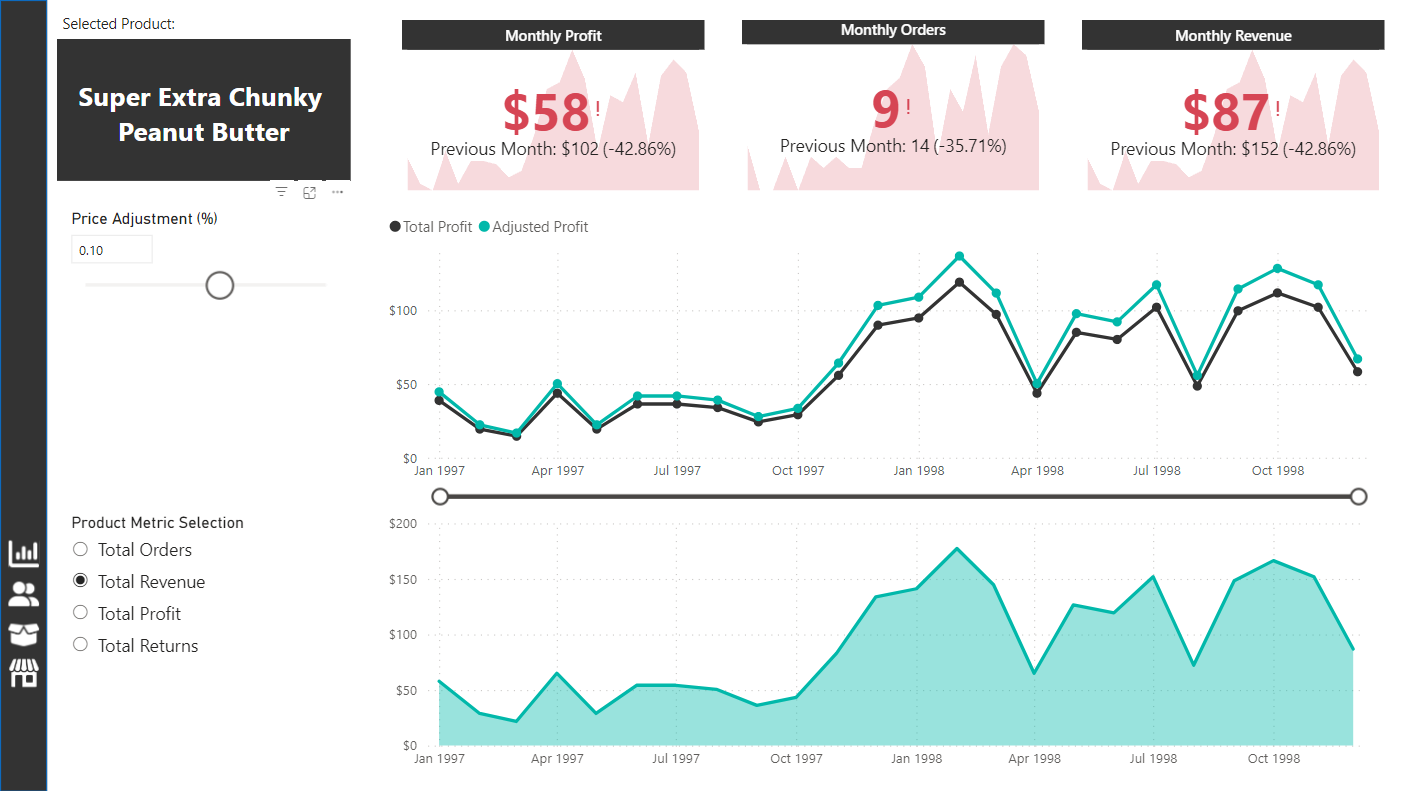 Selected Product:
Super Extra Chunky
Peanut Butter
Price Adjustment (%)
0.10
Monthly Profit
$58!
Previous Month: $102 (-42.86%)
Monthly Orders
9!
Previous Month: 14 (-35.71%)
Monthly Revenue
$87!
Previous Month: $152 (-42.86%)
Total Profit Adjusted Profit
$100
$50
$0
Jan 1997 Apr 1997 Jul 1997 Oct 1997 Jan 1998 Apr 1998 Jul 1998 Oct 1998
Product Metric Selection
Total Orders
Total Revenue
Total Profit
Total Returns
$200
$150
$100
$50
$0
Jan 1997 Apr 1997 Jul 1997 Oct 1997 Jan 1998 Apr 1998 Jul 1998 Oct 1998